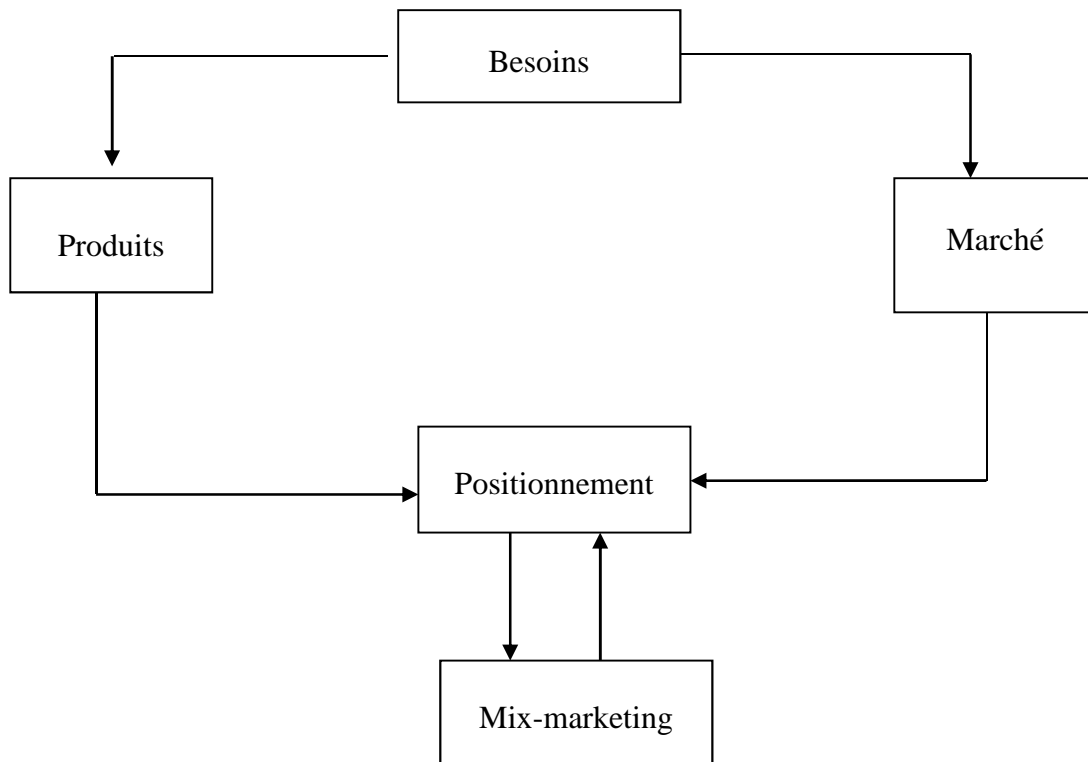 Besoins
Produits
Marché
Positionnement
Mix-marketing